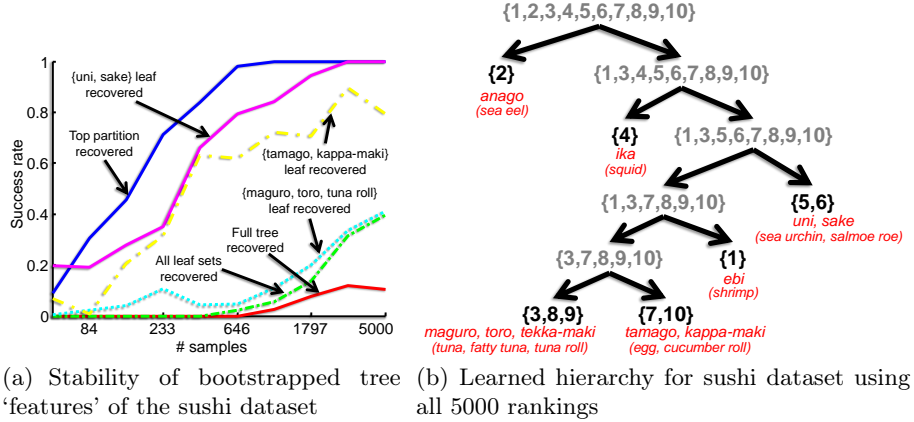 1
0.8
0.6
0.4
0.2
0
Success rate
84
233
646
1797
5000
# samples
{uni, sake} leaf
recovered
Top partition
recovered
{tamago, kappa-maki}
leaf recovered
{maguro, toro, tuna roll}
leaf recovered
Full tree
recovered
All leaf sets
recovered
(a) Stability of bootstrapped tree
‘features’ of the sushi dataset
{1,2,3,4,5,6,7,8,9,10}
{2}
anago
(sea eel)
{1,3,4,5,6,7,8,9,10}
{4}
ika
(squid)
{1,3,5,6,7,8,9,10}
{1,3,7,8,9,10}
{5,6}
uni, sake
(sea urchin, salmoe roe)
{3,7,8,9,10}
{1}
ebi
(shrimp)
{3,8,9}
maguro, toro, tekka-maki
(tuna, fatty tuna, tuna roll)
{7,10}
tamago, kappa-maki
(egg, cucumber roll)
(b) Learned hierarchy for sushi dataset using
all 5000 rankings